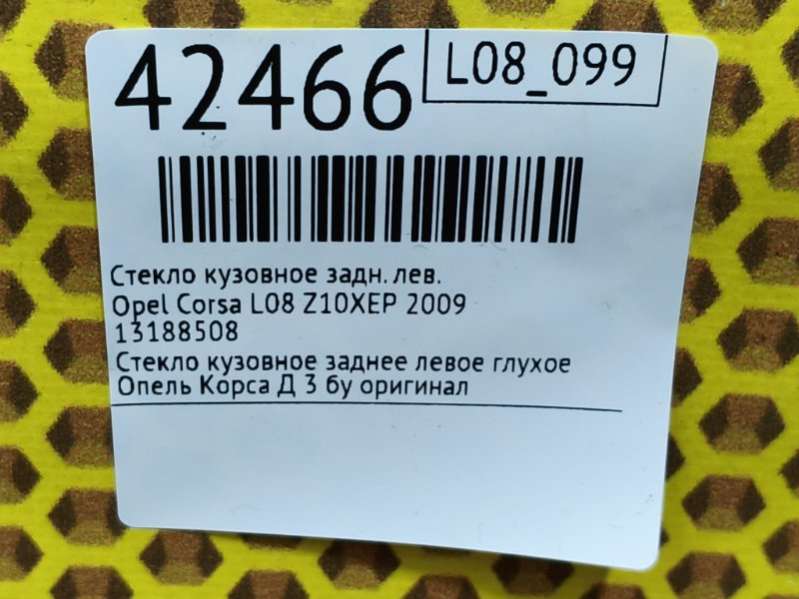 42466
L08_099
Стекло кузовное задн. лев.
Opel Corsa L08 Z10XEP 2009
13188508
Стекло кузовное заднее левое глухое
Опель Корса Д 3 бу оригинал